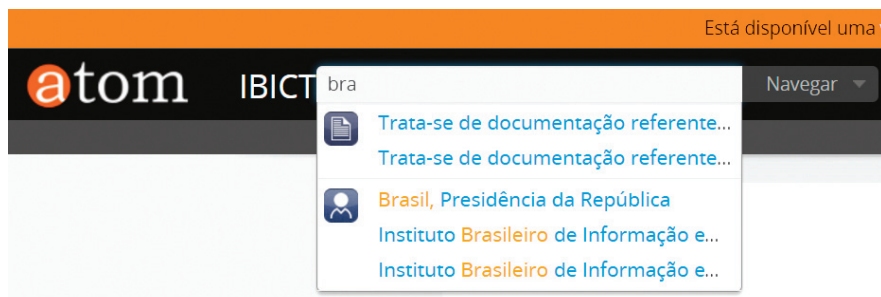 Está disponível uma
atom IBICT bra Navegar
Trata-se de documentação referente...
Trata-se de documentação referente...
Brasil, Presidência da República
Instituto Brasileiro de Informação e...
Instituto Brasileiro de Informação e...